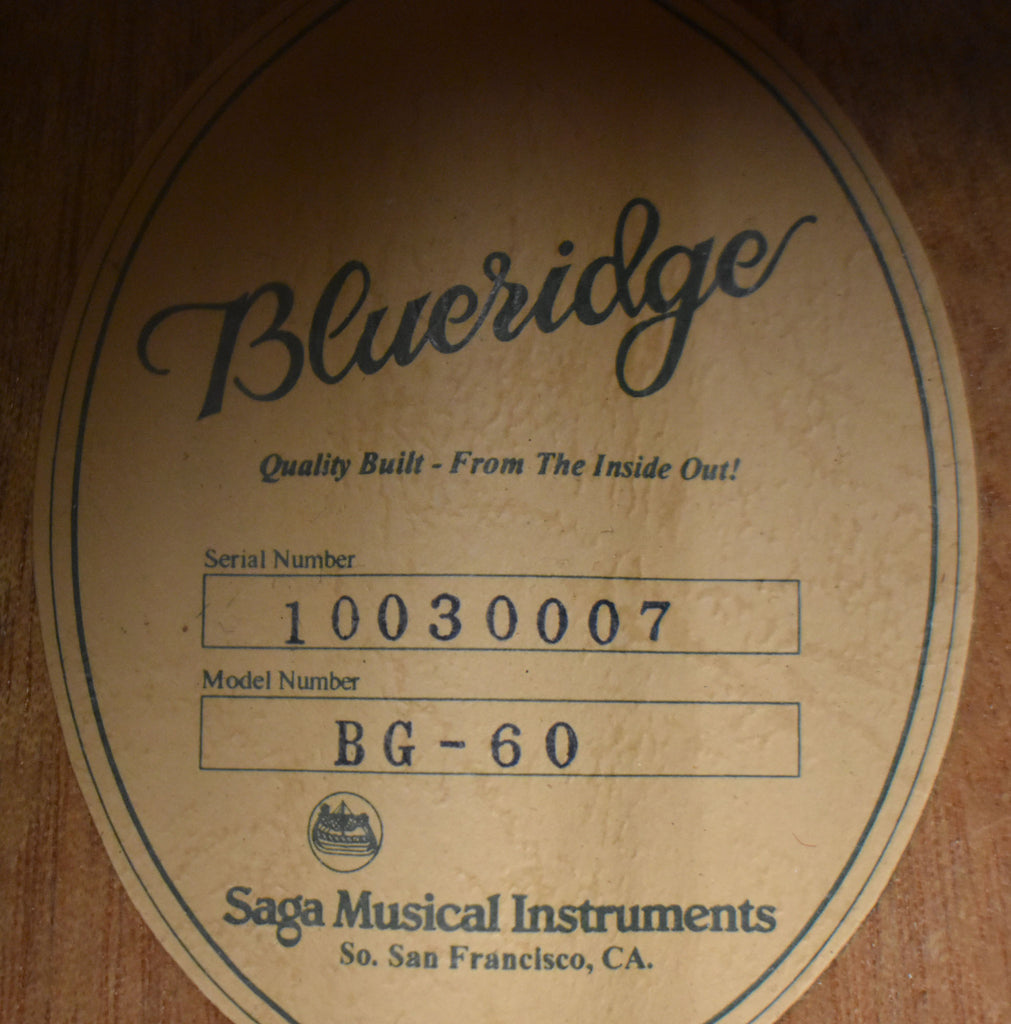 Blueridge
Quality Built - From The Inside Out!
Serial Number
10030007
Model Number
BG-60
Saga Musical Instruments
So. San Francisco, CA.